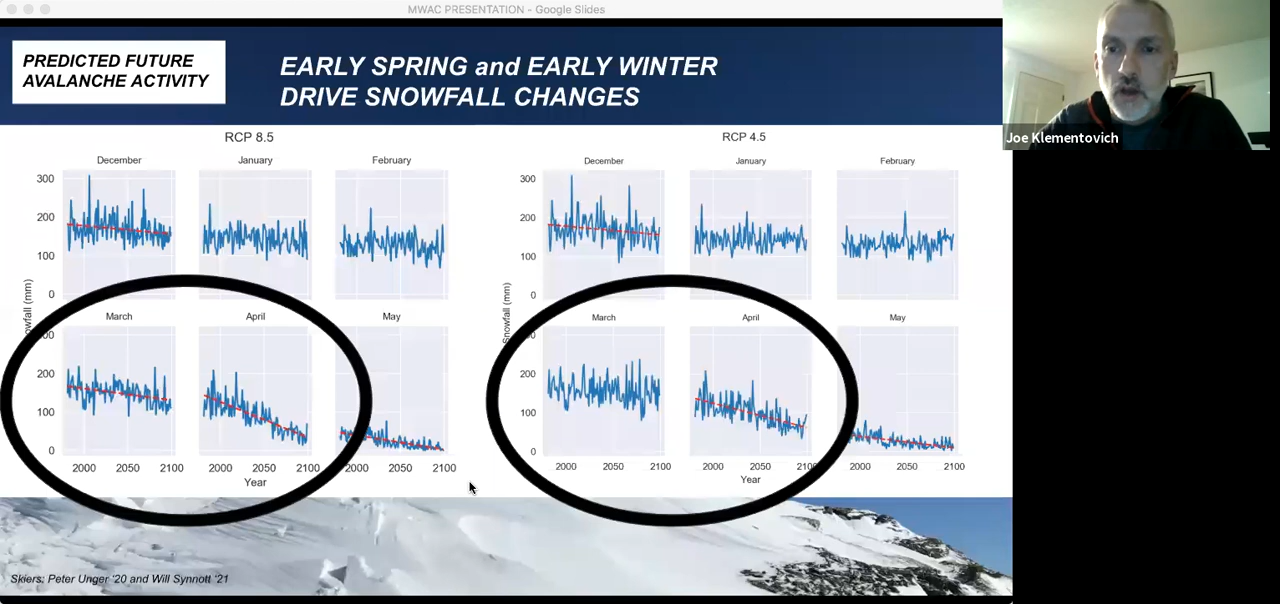 MWAC PRESENTATION - Google Slides
PREDICTED FUTURE
AVALANCHE ACTIVITY
EARLY SPRING and EARLY WINTER
DRIVE SNOWFALL CHANGES
Joe Klementovich
RCP 8.5
December
January
February
300
200
100
0
March
April
May
200
100
0
2000
2050
2100
2000
2050
2100
2000
2050
2100
Year
RCP 4.5
December
January
February
300
200
100
0
Snowfall (mm)
March
April
May
200
100
0
2000
2050
2100
2000
2050
2000
2050
2100
Year
Skiers: Peter Unger '20 and Will Synnott '21